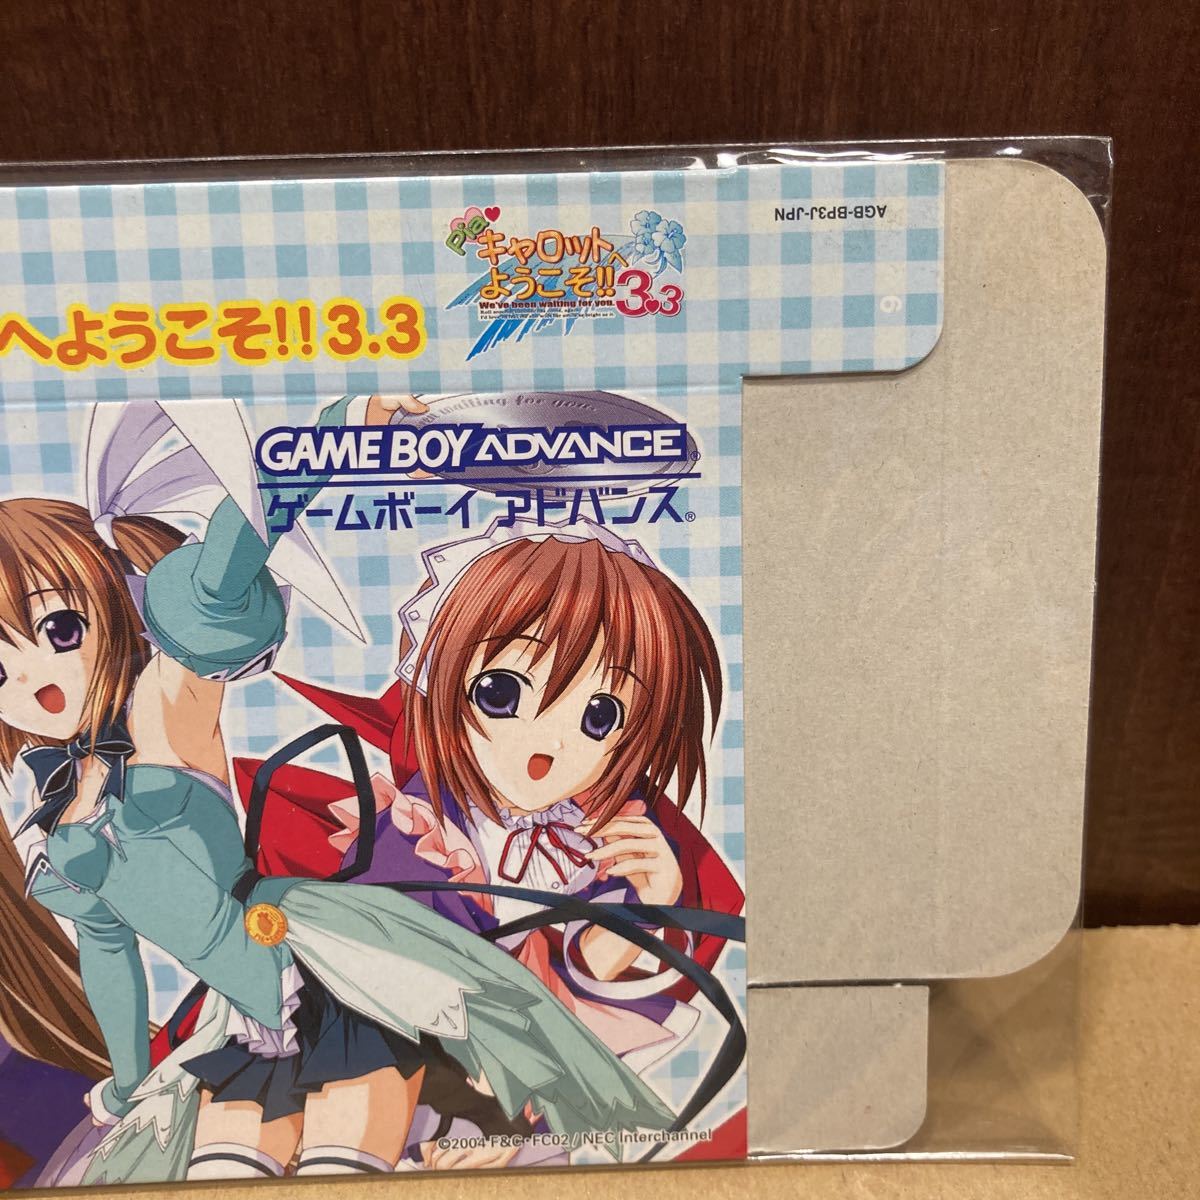 Pia
キャロットへ
ようこそ!!
3.3
We've been waiting for you.
AGB-BP3J-JPN
へようこそ!!3.3
waiting for you.
GAME BOY ADVANCE®
ゲームボーイ アドバンス®
©2004 F&C・FC02 / NEC Interchannel